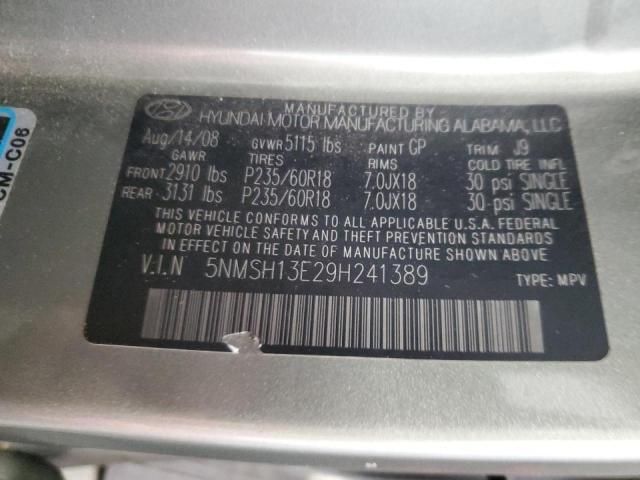 MANUFACTURED BY
HYUNDAI MOTOR MANUFACTURING ALABAMA, LLC
Aug/14/08 GVWR 5115 lbs PAINT GP TRIM J9
GAWR TIRES RIMS COLD TIRE INFL
FRONT 2910 lbs P235/60R18 7.0JX18 30 psi SINGLE
REAR 3131 lbs P235/60R18 7.0JX18 30 psi SINGLE
THIS VEHICLE CONFORMS TO ALL APPLICABLE U.S.A. FEDERAL
MOTOR VEHICLE SAFETY AND THEFT PREVENTION STANDARDS
IN EFFECT ON THE DATE OF MANUFACTURE SHOWN ABOVE.
V.I.N 5NMSH13E29H241389 TYPE: MPV
CM-C06